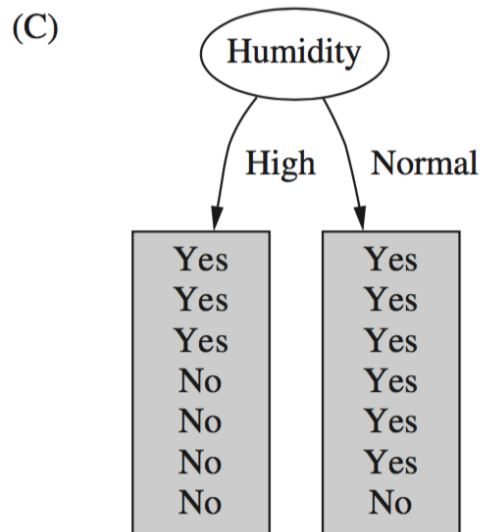 (C)
Humidity
High Normal
Yes Yes
Yes Yes
Yes Yes
No Yes
No Yes
No Yes
No No